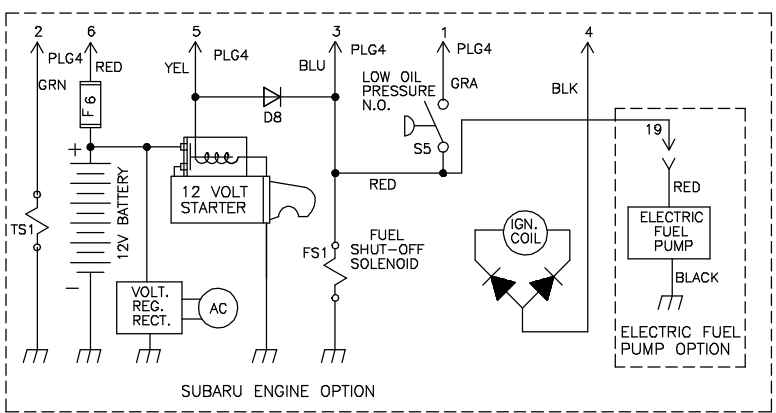 2
6
5
3
1
4
PLG4
RED
YEL
PLG4
BLU
PLG4
PLG4
GRN
LOW OIL
PRESSURE
N.O.
GRA
BLK
F6
D8
S5
19
+
12 VOLT
STARTER
RED
RED
12V BATTERY
TS1
FUEL
SHUT-OFF
SOLENOID
FS1
IGN.
COIL
ELECTRIC
FUEL
PUMP
BLACK
−
VOLT.
REG.
RECT.
AC
ELECTRIC FUEL
PUMP OPTION
SUBARU ENGINE OPTION